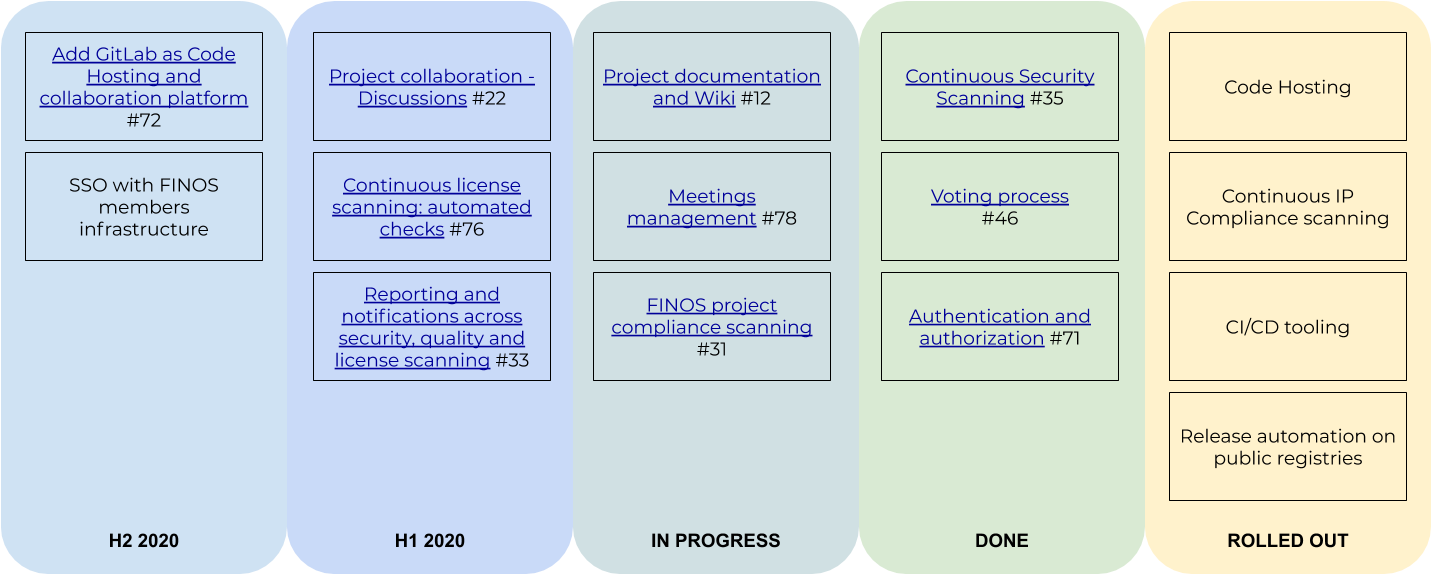 Add GitLab as Code
Hosting and
collaboration platform
#72
SSO with FINOS
members
infrastructure
H2 2020
Project collaboration -
Discussions #22
Continuous license
scanning: automated
checks #76
Reporting and
notifications across
security, quality and
license scanning #33
H1 2020
Project documentation
and Wiki #12
Meetings
management #78
FINOS project
compliance scanning
#31
IN PROGRESS
Continuous Security
Scanning #35
Voting process
#46
Authentication and
authorization #71
DONE
Code Hosting
Continuous IP
Compliance scanning
CI/CD tooling
Release automation on
public registries
ROLLED OUT